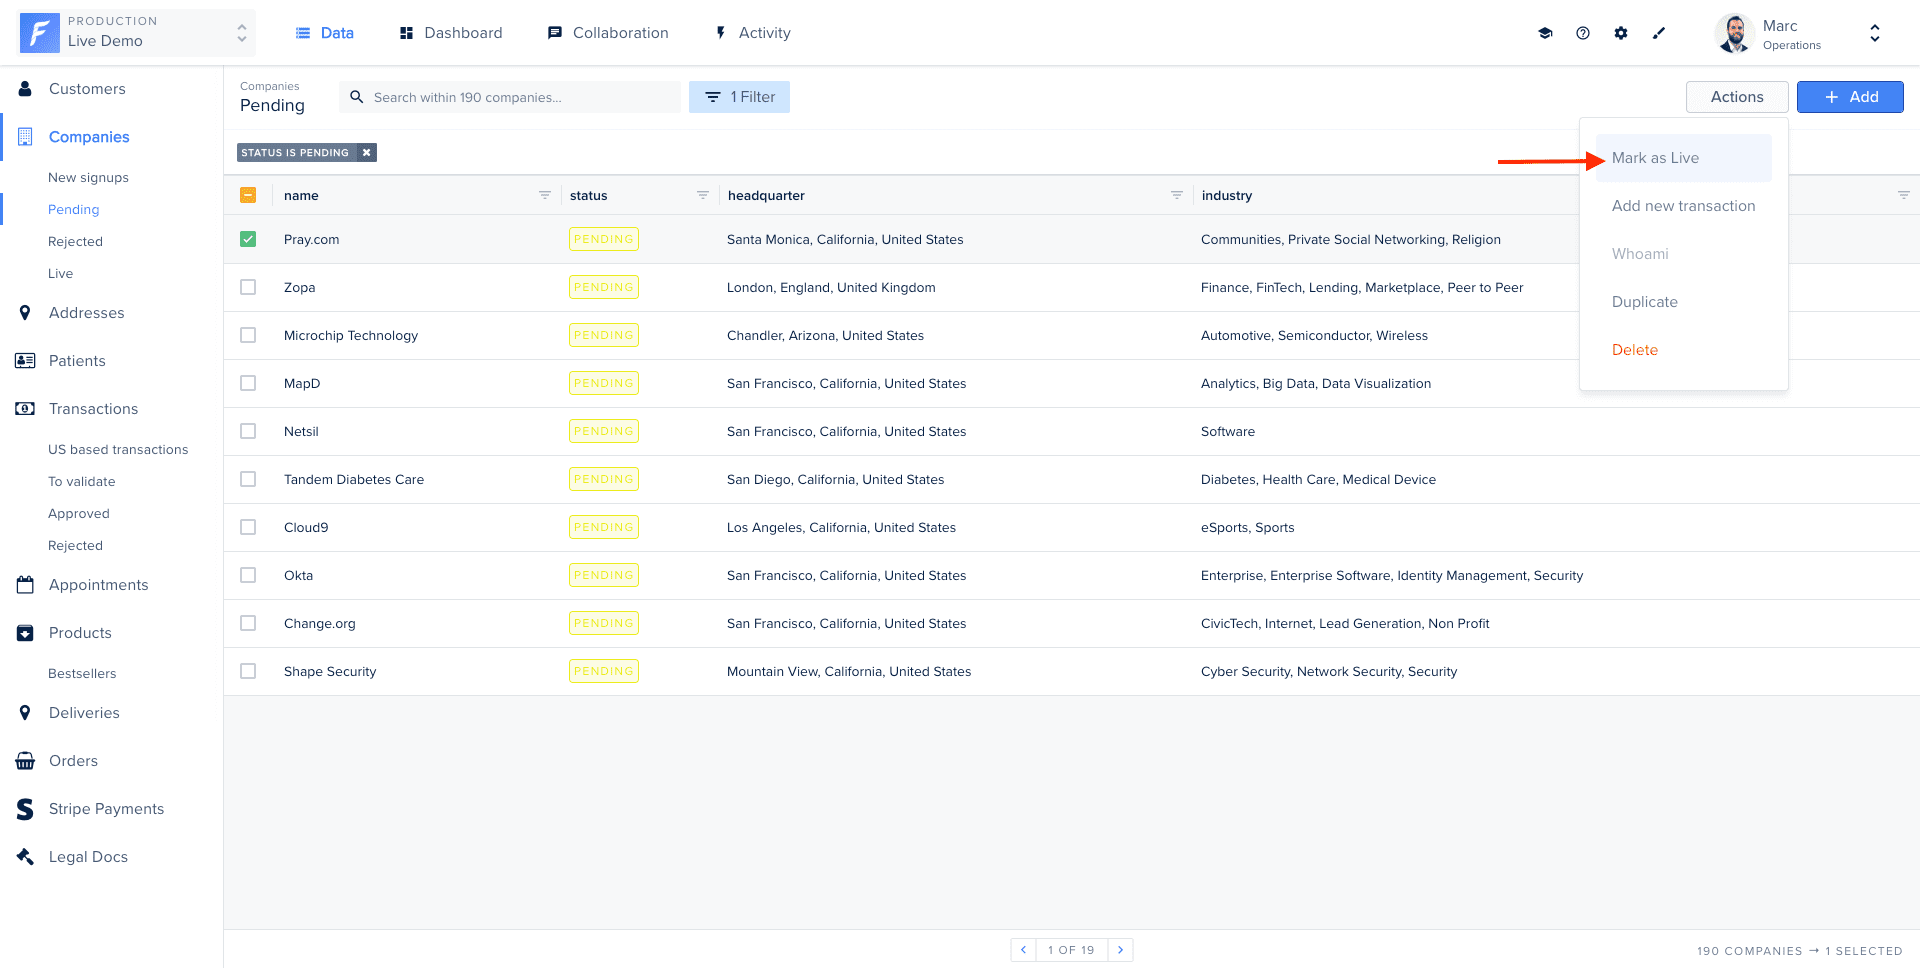 PRODUCTION
Live Demo
Data
Dashboard
Collaboration
Activity
Marc
Operations
Customers
Companies
New signups
Pending
Rejected
Live
Addresses
Patients
Transactions
US based transactions
To validate
Approved
Rejected
Appointments
Products
Bestsellers
Deliveries
Orders
Stripe Payments
Legal Docs
Companies
Pending
Search within 190 companies...
1 Filter
Actions
+ Add
STATUS IS PENDING
Mark as Live
Add new transaction
Whoami
Duplicate
Delete
name status headquarter industry
Pray.com PENDING Santa Monica, California, United States Communities, Private Social Networking, Religion
Zopa PENDING London, England, United Kingdom Finance, FinTech, Lending, Marketplace, Peer to Peer
Microchip Technology PENDING Chandler, Arizona, United States Automotive, Semiconductor, Wireless
MapD PENDING San Francisco, California, United States Analytics, Big Data, Data Visualization
Netsil PENDING San Francisco, California, United States Software
Tandem Diabetes Care PENDING San Diego, California, United States Diabetes, Health Care, Medical Device
Cloud9 PENDING Los Angeles, California, United States eSports, Sports
Okta PENDING San Francisco, California, United States Enterprise, Enterprise Software, Identity Management, Security
Change.org PENDING San Francisco, California, United States CivicTech, Internet, Lead Generation, Non Profit
Shape Security PENDING Mountain View, California, United States Cyber Security, Network Security, Security
1 OF 19
190 COMPANIES → 1 SELECTED